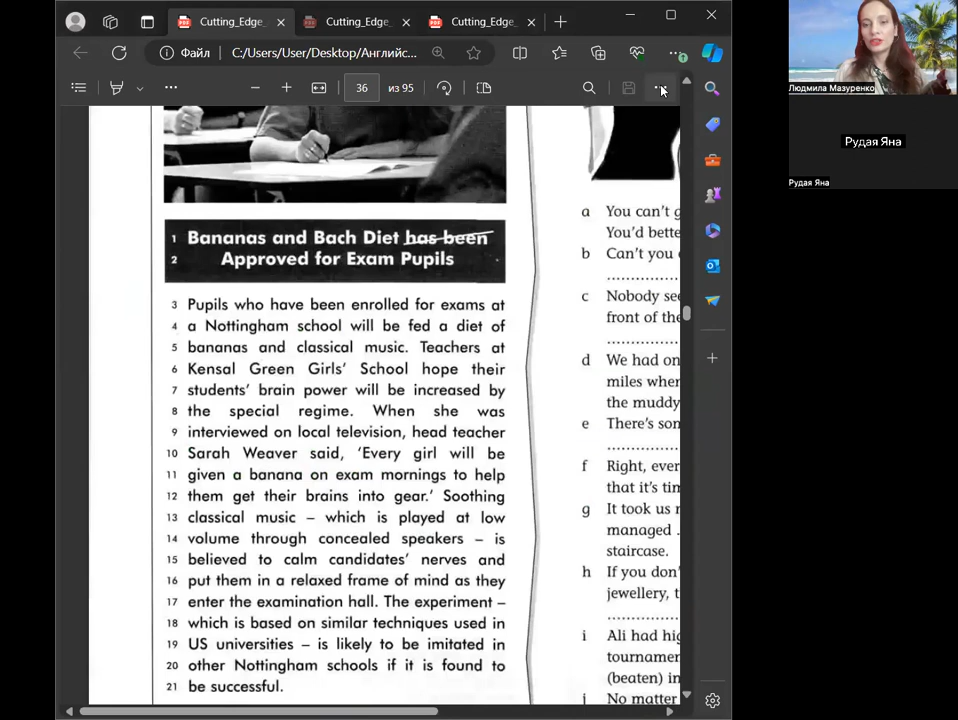 Cutting_Edge_
Cutting_Edge_
Cutting_Edge_
Файл
C:/Users/User/Desktop/Английс...
36 из 95
Людмила Мазуренко
Рудая Яна
Рудая Яна
1 Bananas and Bach Diet has been
2 Approved for Exam Pupils
3 Pupils who have been enrolled for exams at
4 a Nottingham school will be fed a diet of
5 bananas and classical music. Teachers at
6 Kensal Green Girls' School hope their
7 students' brain power will be increased by
8 the special regime. When she was
9 interviewed on local television, head teacher
10 Sarah Weaver said, 'Every girl will be
11 given a banana on exam mornings to help
12 them get their brains into gear.' Soothing
13 classical music – which is played at low
14 volume through concealed speakers – is
15 believed to calm candidates' nerves and
16 put them in a relaxed frame of mind as they
17 enter the examination hall. The experiment –
18 which is based on similar techniques used in
19 US universities – is likely to be imitated in
20 other Nottingham schools if it is found to
21 be successful.
a You can't g
You'd bette
b Can't you
..................
c Nobody see
front of the
..................
d We had on
miles wher
the muddy
e There's son
..................
f Right, ever
that it's tim
g It took us r
managed .
staircase.
h If you don'
jewellery, t
..................
i Ali had hig
tournamer
(beaten) in
j No matter